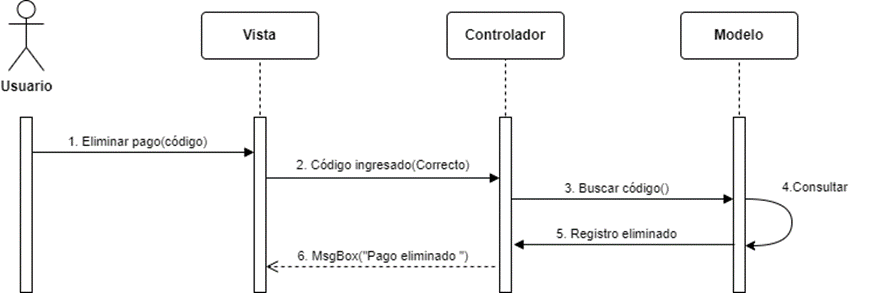 Usuario
Vista
Controlador
Modelo
1. Eliminar pago(código)
2. Código ingresado(Correcto)
3. Buscar código()
4.Consultar
5. Registro eliminado
6. MsgBox("Pago eliminado ")